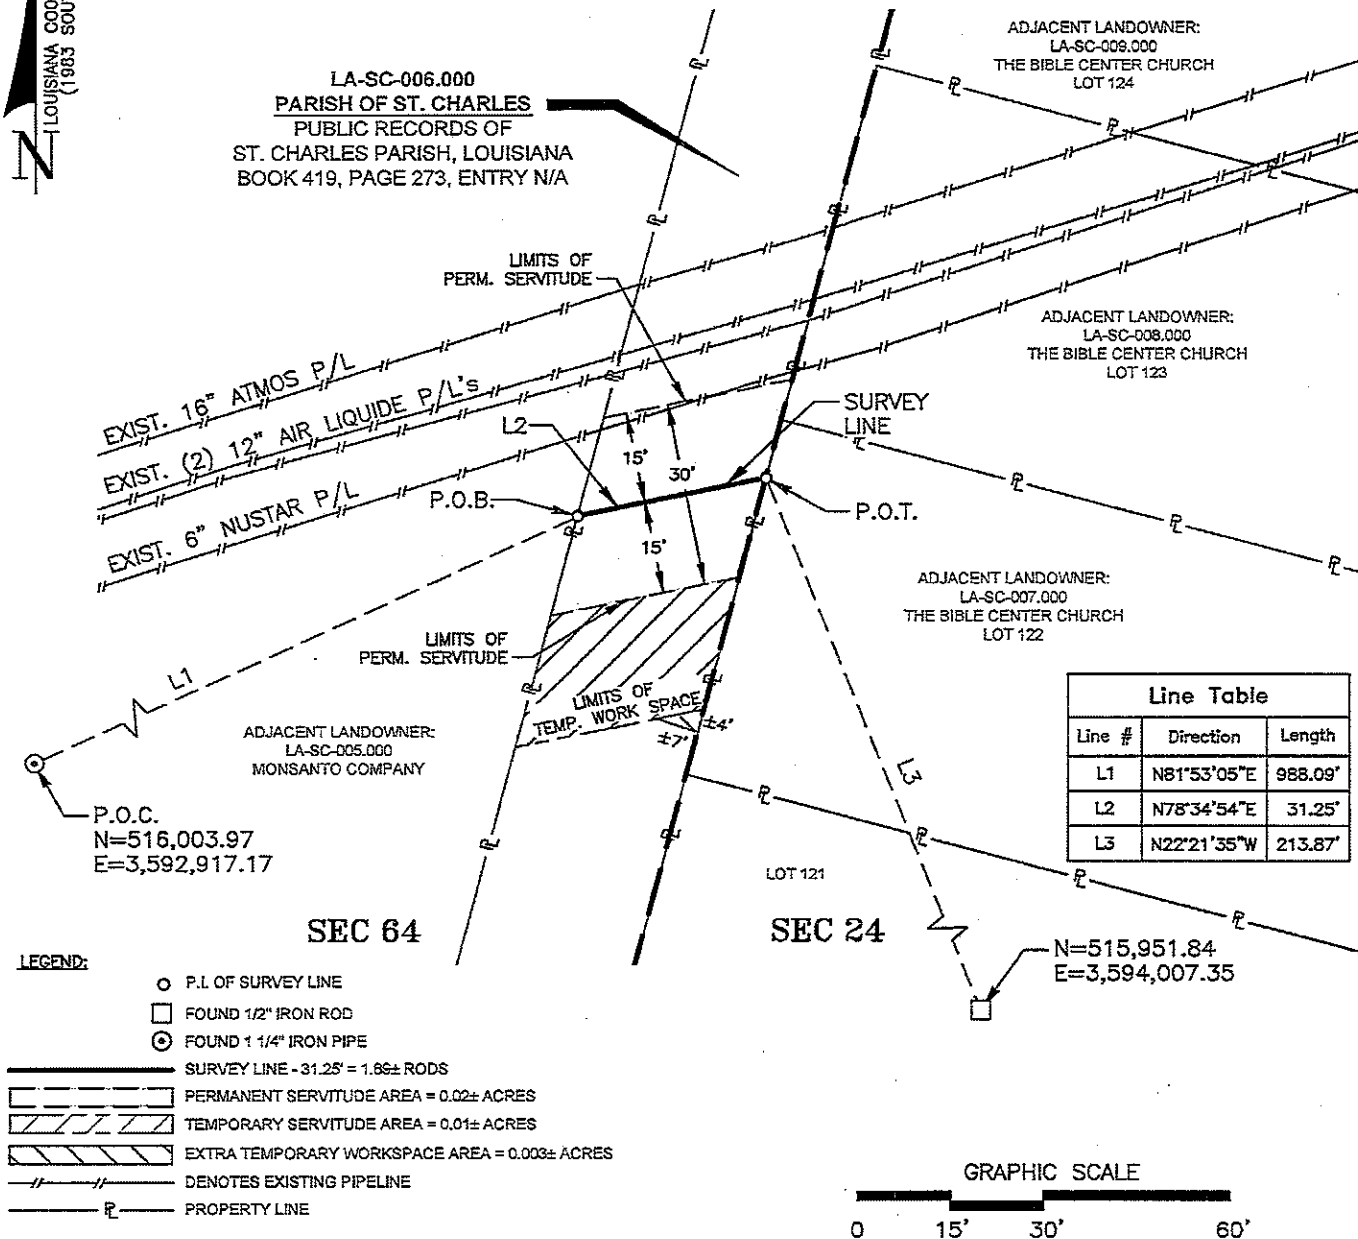 LOUISIANA COO
(1983 SOU
N
LA-SC-006.000
PARISH OF ST. CHARLES
PUBLIC RECORDS OF
ST. CHARLES PARISH, LOUISIANA
BOOK 419, PAGE 273, ENTRY N/A
ADJACENT LANDOWNER:
LA-SC-009.000
THE BIBLE CENTER CHURCH
LOT 124
LIMITS OF
PERM. SERVITUDE
ADJACENT LANDOWNER:
LA-SC-008.000
THE BIBLE CENTER CHURCH
LOT 123
EXIST. 16" ATMOS P/L
EXIST. (2) 12" AIR LIQUIDE P/L's
EXIST. 6" NUSTAR P/L
L2
SURVEY
LINE
15'
30'
P.O.B.
P.O.T.
15'
ADJACENT LANDOWNER:
LA-SC-007.000
THE BIBLE CENTER CHURCH
LOT 122
LIMITS OF
PERM. SERVITUDE
L1
LIMITS OF
TEMP. WORK SPACE
±4'
±7'
ADJACENT LANDOWNER:
LA-SC-005.000
MONSANTO COMPANY
L3
Line Table
Line # Direction Length
L1 N81°53'05"E 988.09'
L2 N78°34'54"E 31.25'
L3 N22°21'35"W 213.87'
P.O.C.
N=516,003.97
E=3,592,917.17
LOT 121
SEC 64
SEC 24
N=515,951.84
E=3,594,007.35
LEGEND:
P.I. OF SURVEY LINE
FOUND 1/2" IRON ROD
FOUND 1 1/4" IRON PIPE
SURVEY LINE - 31.25' = 1.89± RODS
PERMANENT SERVITUDE AREA = 0.02± ACRES
TEMPORARY SERVITUDE AREA = 0.01± ACRES
EXTRA TEMPORARY WORKSPACE AREA = 0.003± ACRES
DENOTES EXISTING PIPELINE
PROPERTY LINE
GRAPHIC SCALE
0 15' 30' 60'